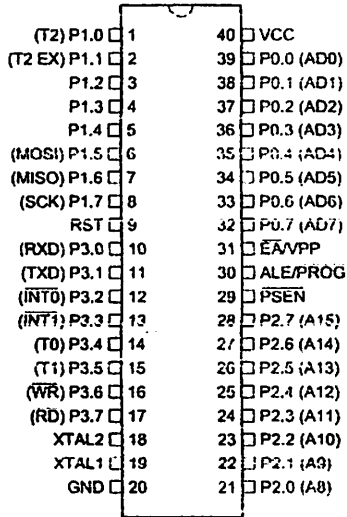 (T2) P1.0 1 40 VCC
(T2 EX) P1.1 2 39 P0.0 (AD0)
P1.2 3 38 P0.1 (AD1)
P1.3 4 37 P0.2 (AD2)
P1.4 5 36 P0.3 (AD3)
(MOSI) P1.5 6 35 P0.4 (AD4)
(MISO) P1.6 7 34 P0.5 (AD5)
(SCK) P1.7 8 33 P0.6 (AD6)
RST 9 32 P0.7 (AD7)
(RXD) P3.0 10 31 E̅A̅/VPP
(TXD) P3.1 11 30 ALE/P̅R̅O̅G̅
(I̅N̅T̅0̅) P3.2 12 29 P̅S̅E̅N̅
(I̅N̅T̅1̅) P3.3 13 28 P2.7 (A15)
(T0) P3.4 14 27 P2.6 (A14)
(T1) P3.5 15 26 P2.5 (A13)
(W̅R̅) P3.6 16 25 P2.4 (A12)
(R̅D̅) P3.7 17 24 P2.3 (A11)
XTAL2 18 23 P2.2 (A10)
XTAL1 19 22 P2.1 (A9)
GND 20 21 P2.0 (A8)